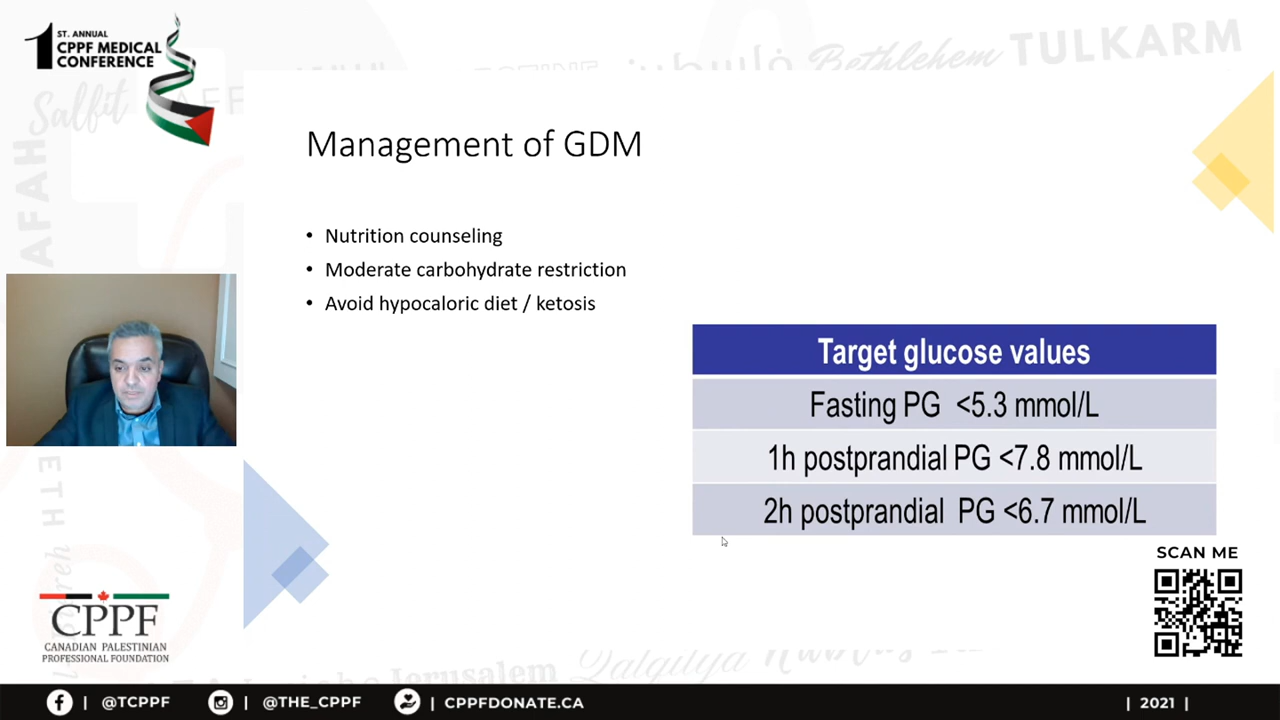 1 ST. ANNUAL
CPPF MEDICAL
CONFERENCE
Salfit
Bethlehem
TULKARM
فلسطين
Management of GDM
• Nutrition counseling
• Moderate carbohydrate restriction
• Avoid hypocaloric diet / ketosis
Target glucose values
Fasting PG <5.3 mmol/L
1h postprandial PG <7.8 mmol/L
2h postprandial PG <6.7 mmol/L
SCAN ME
CPPF
CANADIAN PALESTINIAN
PROFESSIONAL FOUNDATION
Jerusalem
Qalqilya
| @TCPPF | @THE_CPPF | CPPFDONATE.CA | 2021 |